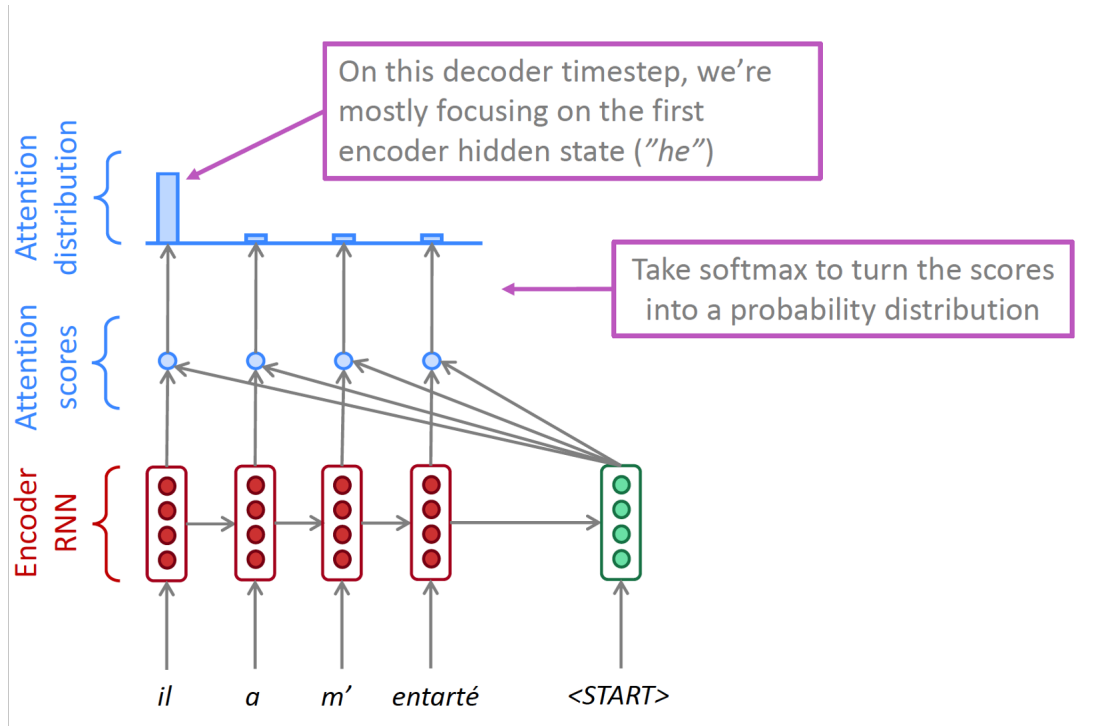 On this decoder timestep, we’re
mostly focusing on the first
encoder hidden state (”he”)
Attention
distribution
Take softmax to turn the scores
into a probability distribution
Attention
scores
Encoder
RNN
il
a
m’
entarté
<START>